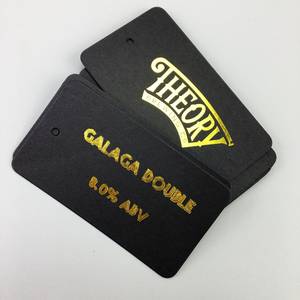 THEORY
GALAGA DOUBLE
8.0% ABV